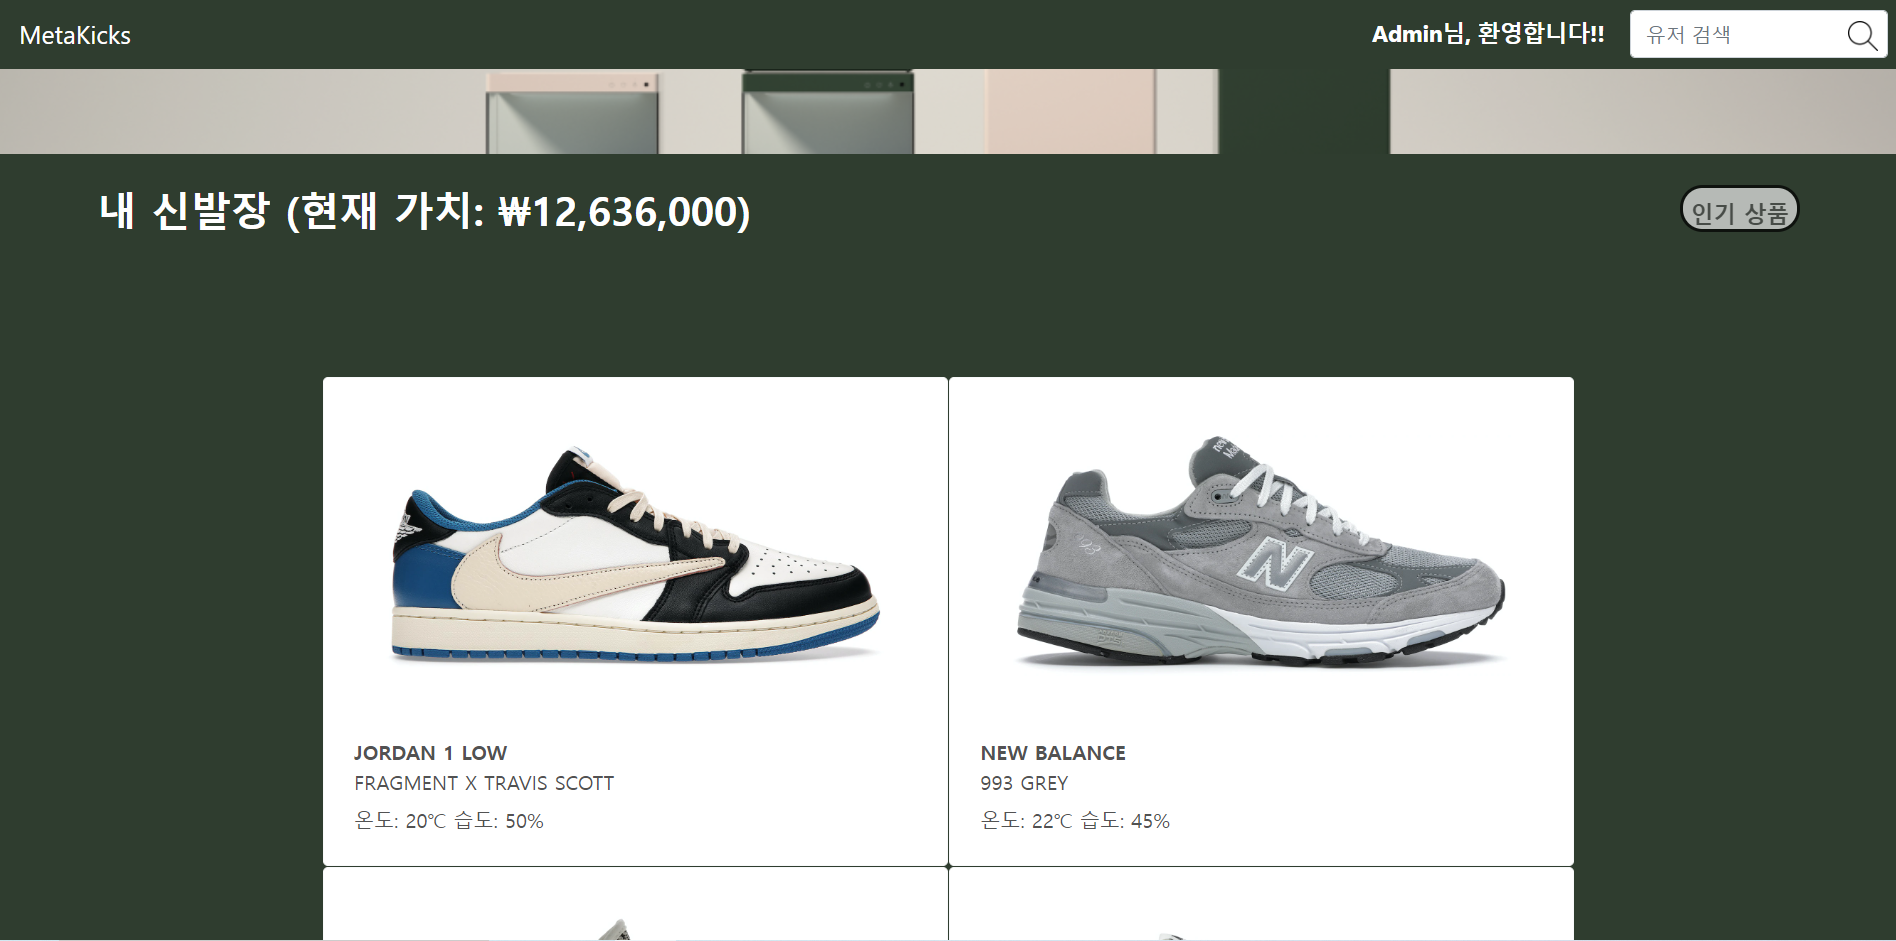 MetaKicks
Admin님, 환영합니다!!
유저 검색
내 신발장 (현재 가치: ₩12,636,000)
인기 상품
JORDAN 1 LOW
FRAGMENT X TRAVIS SCOTT
온도: 20℃ 습도: 50%
993
N
NEW BALANCE
993 GREY
온도: 22℃ 습도: 45%